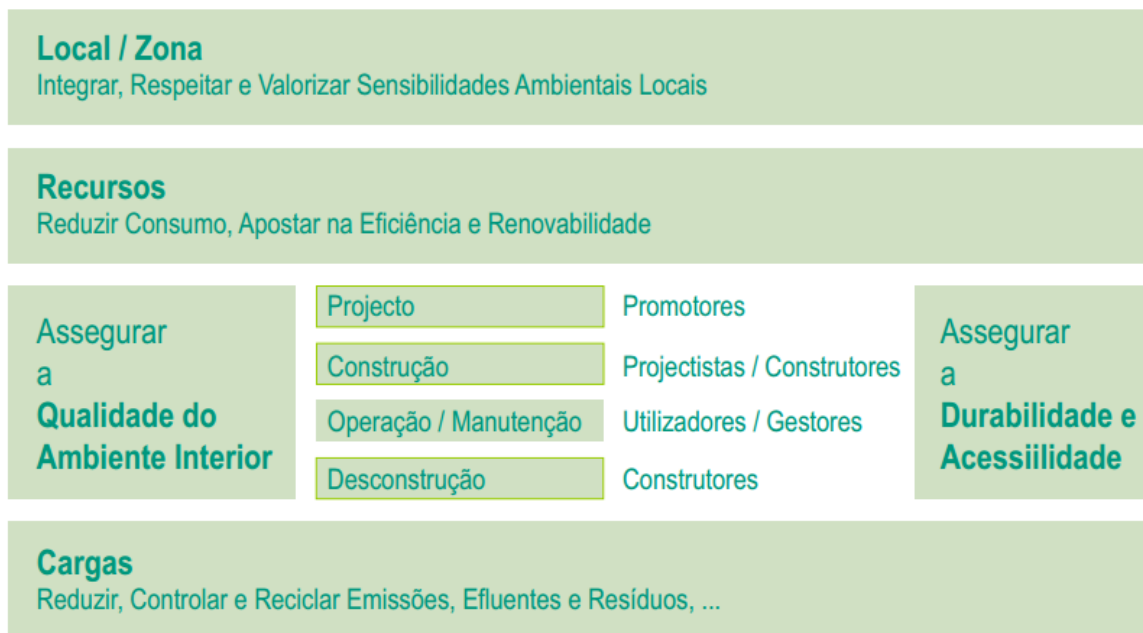 Local / Zona
Integrar, Respeitar e Valorizar Sensibilidades Ambientais Locais
Recursos
Reduzir Consumo, Apostar na Eficiência e Renovabilidade
Assegurar
a
Qualidade do
Ambiente Interior
Projecto
Promotores
Construção
Projectistas / Construtores
Operação / Manutenção
Utilizadores / Gestores
Desconstrução
Construtores
Assegurar
a
Durabilidade e
Acessiilidade
Cargas
Reduzir, Controlar e Reciclar Emissões, Efluentes e Resíduos, ...